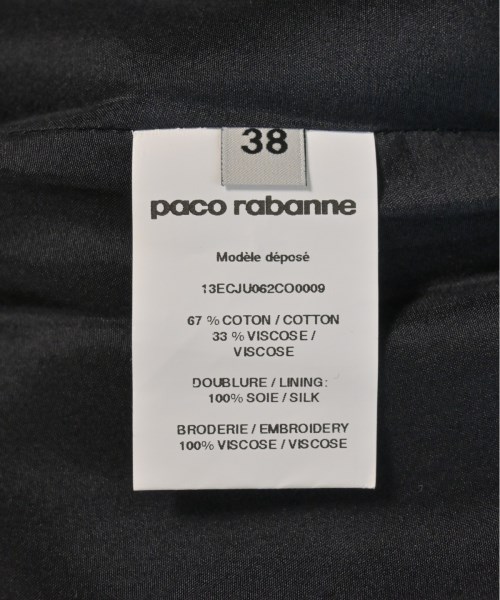 38
paco rabanne
Modèle déposé
13ECJU062CO0009
67 % COTON / COTTON
33 % VISCOSE /
VISCOSE
DOUBLURE / LINING:
100% SOIE / SILK
BRODERIE / EMBROIDERY
100% VISCOSE / VISCOSE